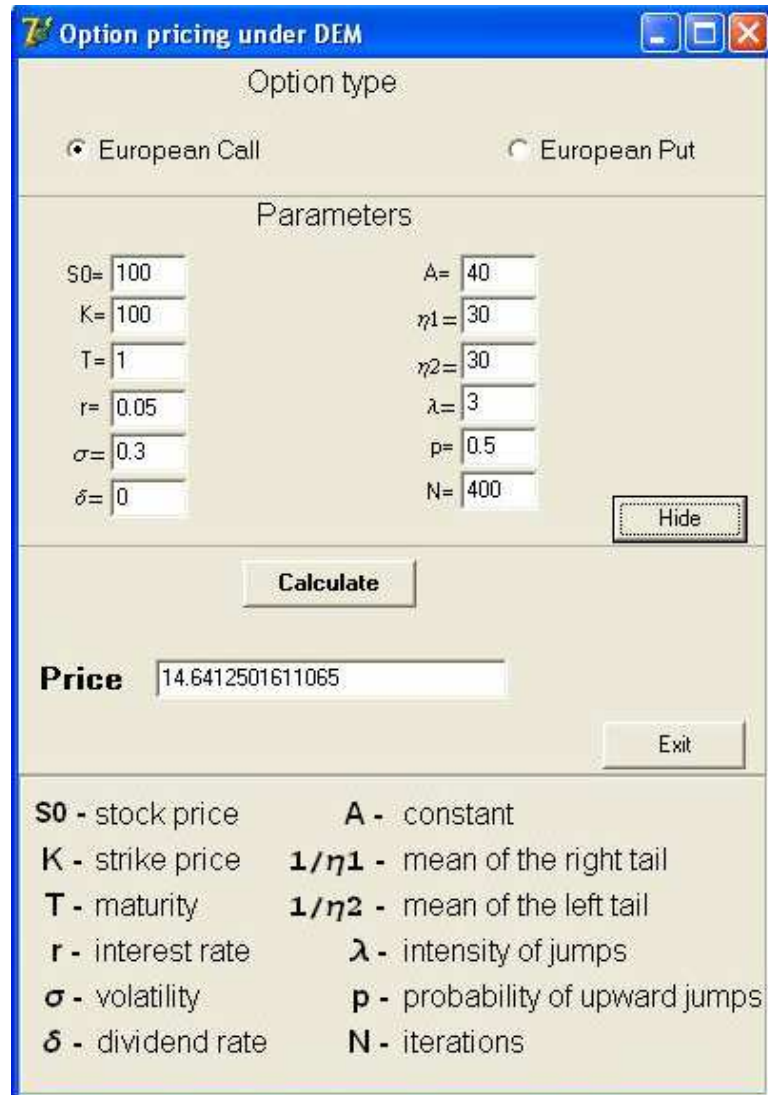 Option pricing under DEM
Option type
European Call European Put
Parameters
S0= 100 A= 40
K= 100 η1= 30
T= 1 η2= 30
r= 0.05 λ= 3
σ= 0.3 p= 0.5
δ= 0 N= 400
Hide
Calculate
Price 14.6412501611065
Exit
S0 - stock price A - constant
K - strike price 1/η1 - mean of the right tail
T - maturity 1/η2 - mean of the left tail
r - interest rate λ - intensity of jumps
σ - volatility p - probability of upward jumps
δ - dividend rate N - iterations